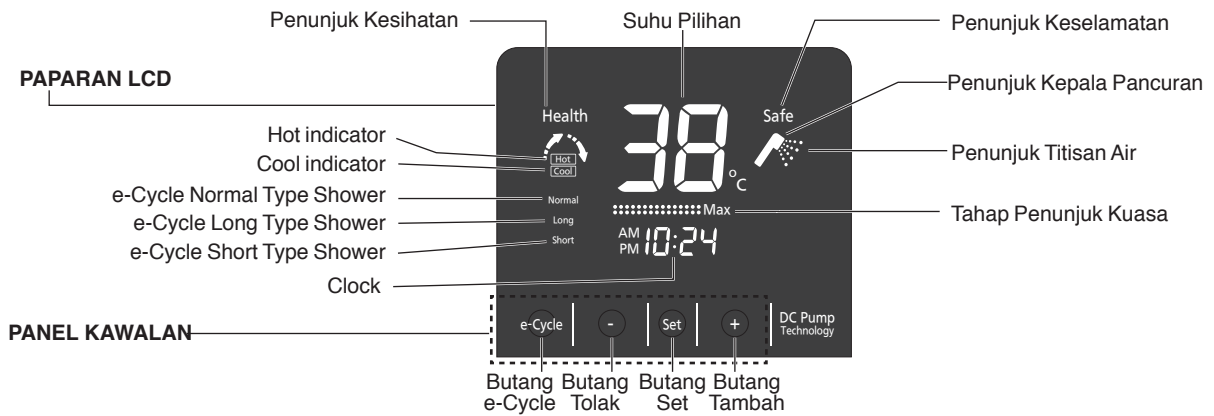 Penunjuk Kesihatan
Suhu Pilihan
Penunjuk Keselamatan
PAPARAN LCD
Penunjuk Kepala Pancuran
Health
38
°C
Safe
Hot indicator
Hot
Cool indicator
Cool
Penunjuk Titisan Air
e-Cycle Normal Type Shower
Normal
Max
Tahap Penunjuk Kuasa
e-Cycle Long Type Shower
Long
e-Cycle Short Type Shower
Short
AM
PM
10:24
Clock
PANEL KAWALAN
e-Cycle
-
Set
+
DC Pump
Technology
Butang
e-Cycle
Butang
Tolak
Butang
Set
Butang
Tambah